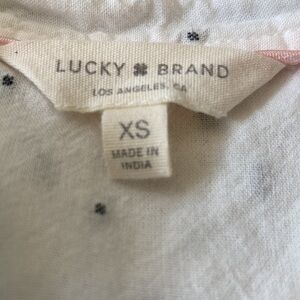 LUCKY BRAND
LOS ANGELES, CA
XS
MADE IN
INDIA